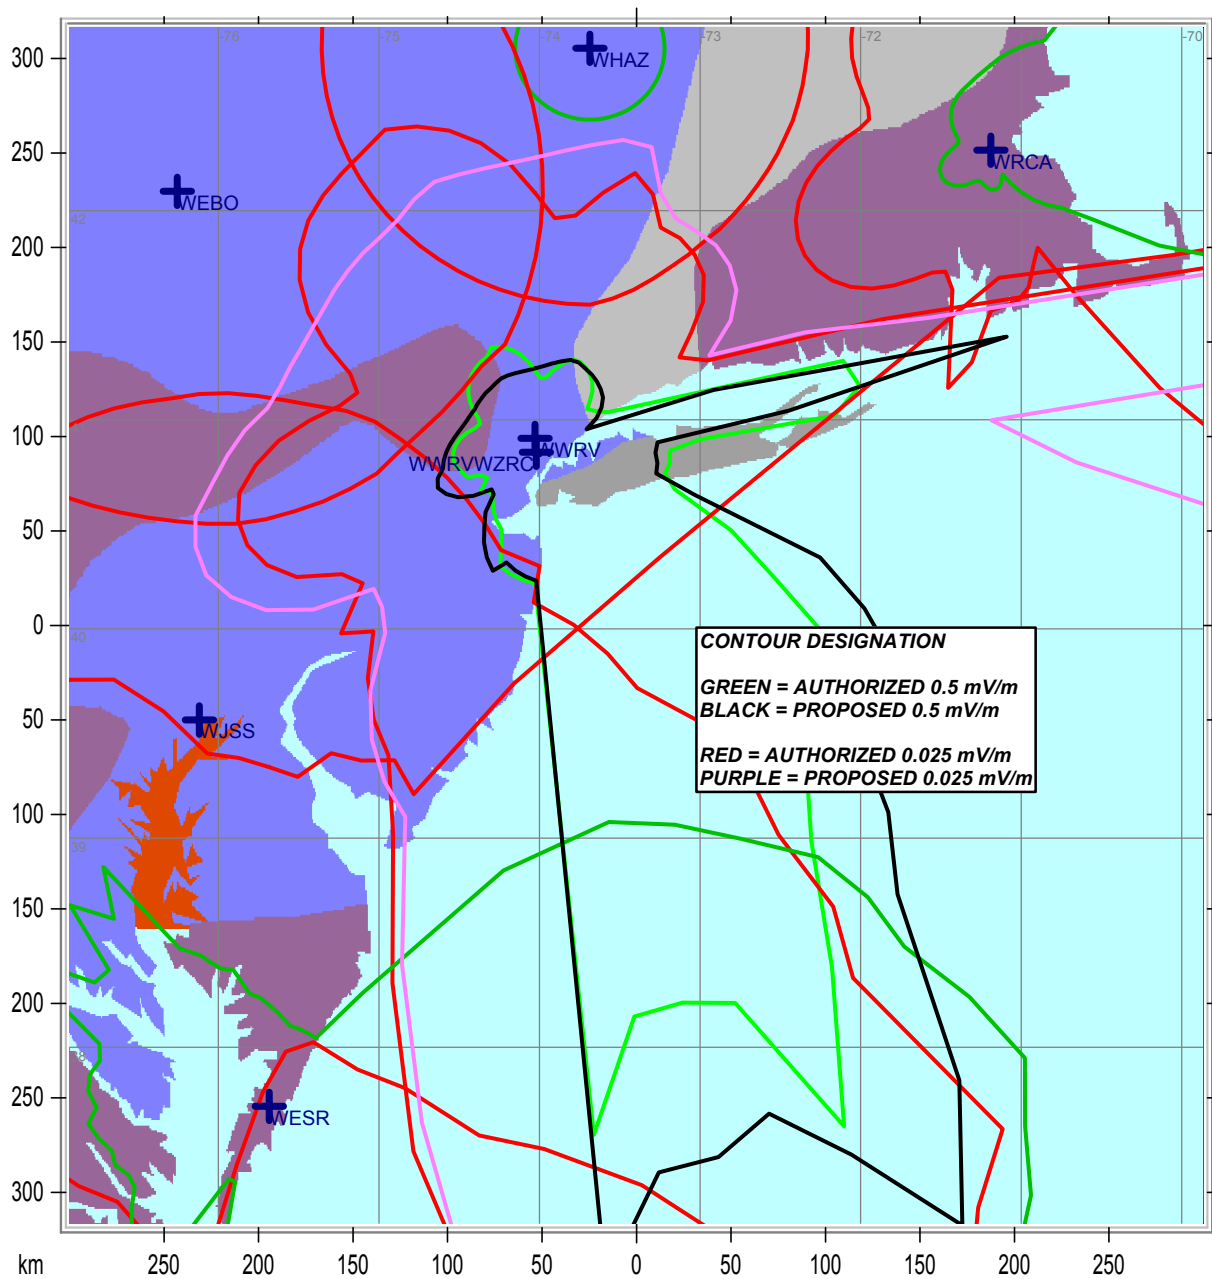 -76 -75 -74 -73 -72 -70
300
WHAZ
250
WRCA
WEBO
42
200
150
100
WWRV
WWRVWZRC
50
0
40
CONTOUR DESIGNATION
GREEN = AUTHORIZED 0.5 mV/m
BLACK = PROPOSED 0.5 mV/m
RED = AUTHORIZED 0.025 mV/m
PURPLE = PROPOSED 0.025 mV/m
50
WJSS
100
39
150
200
250
WESR
300
km 250 200 150 100 50 0 50 100 150 200 250